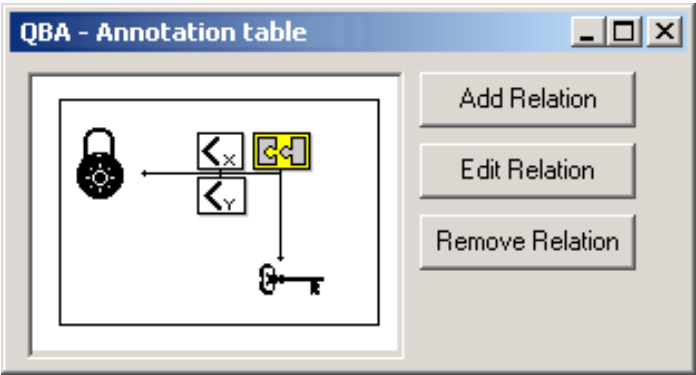 QBA - Annotation table
Add Relation
<X
<Y
Edit Relation
Remove Relation